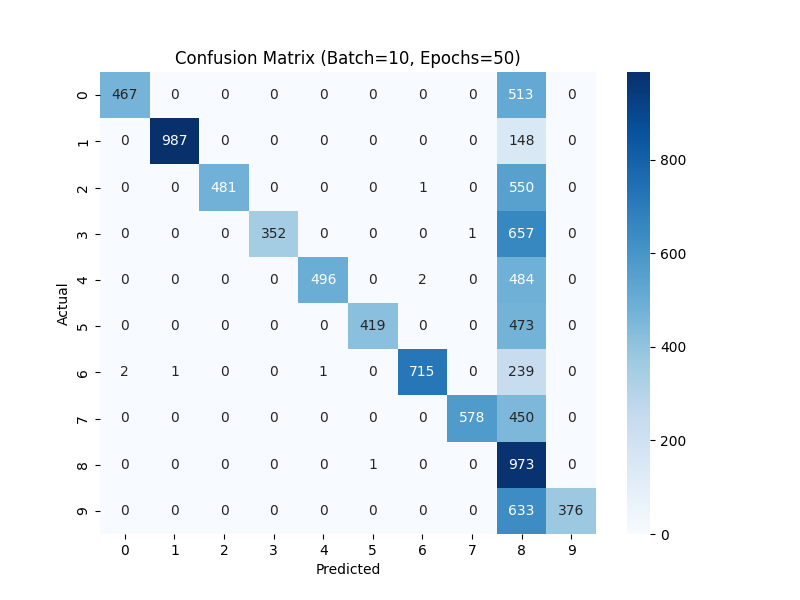 Confusion Matrix (Batch=10, Epochs=50)
0 467 0 0 0 0 0 0 0 513 0
1 0 987 0 0 0 0 0 0 148 0
2 0 0 481 0 0 0 1 0 550 0
3 0 0 0 352 0 0 0 1 657 0
4 0 0 0 0 496 0 2 0 484 0
5 0 0 0 0 0 419 0 0 473 0
6 2 1 0 0 1 0 715 0 239 0
7 0 0 0 0 0 0 0 578 450 0
8 0 0 0 0 0 1 0 0 973 0
9 0 0 0 0 0 0 0 0 633 376
0 1 2 3 4 5 6 7 8 9
Predicted
Actual
800
600
400
200
0